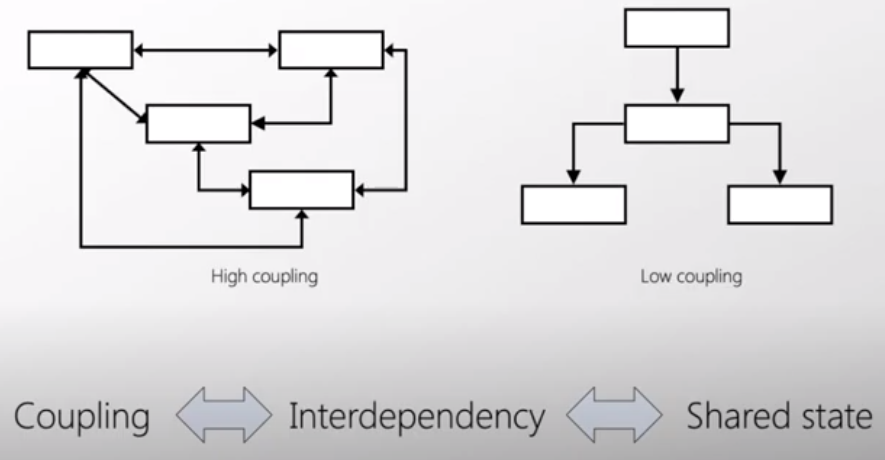 High coupling
Low coupling
Coupling
Interdependency
Shared state